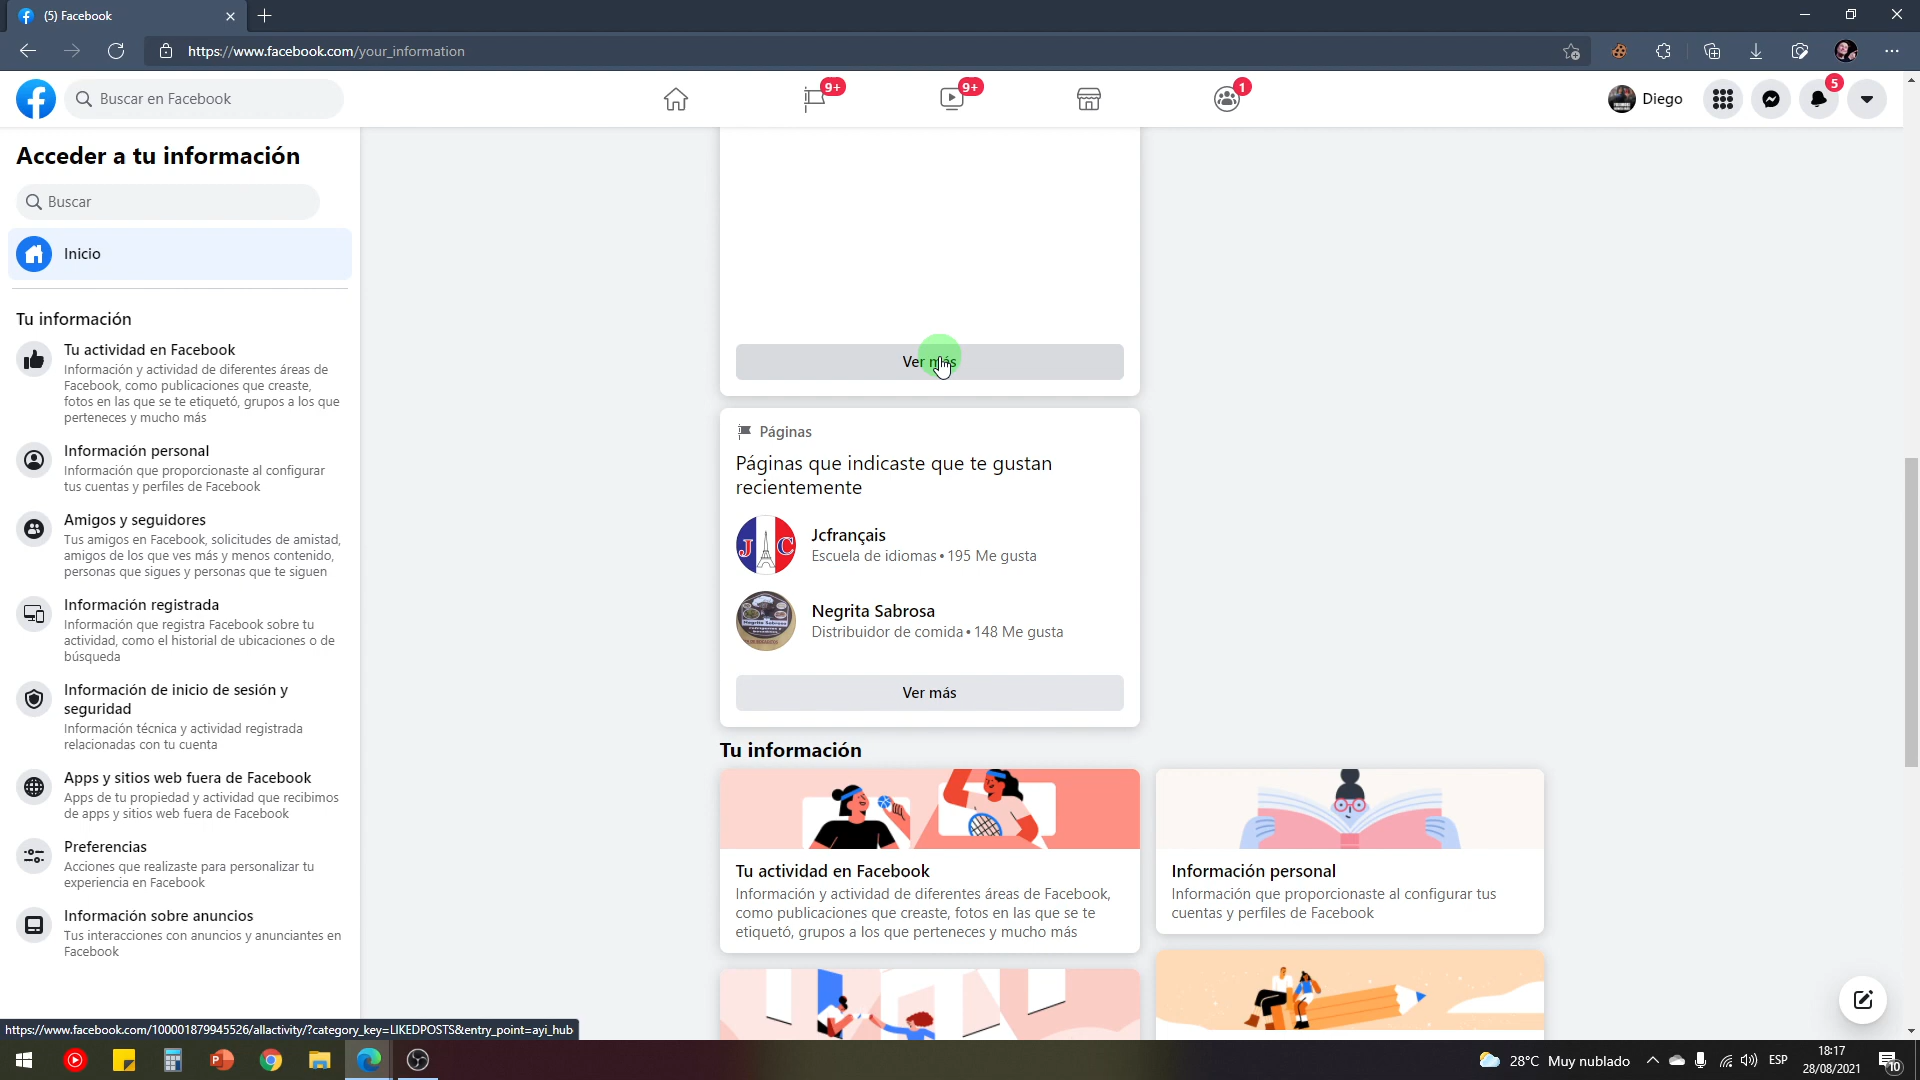 (5) Facebook
https://www.facebook.com/your_information
Buscar en Facebook
9+
9+
1
Diego
5
Acceder a tu información
Buscar
Inicio
Tu información
Tu actividad en Facebook
Información y actividad de diferentes áreas de
Facebook, como publicaciones que creaste,
fotos en las que se te etiquetó, grupos a los que
perteneces y mucho más
Información personal
Información que proporcionaste al configurar
tus cuentas y perfiles de Facebook
Amigos y seguidores
Tus amigos en Facebook, solicitudes de amistad,
amigos de los que ves más y menos contenido,
personas que sigues y personas que te siguen
Información registrada
Información que registra Facebook sobre tu
actividad, como el historial de ubicaciones o de
búsqueda
Información de inicio de sesión y
seguridad
Información técnica y actividad registrada
relacionadas con tu cuenta
Apps y sitios web fuera de Facebook
Apps de tu propiedad y actividad que recibimos
de apps y sitios web fuera de Facebook
Preferencias
Acciones que realizaste para personalizar tu
experiencia en Facebook
Información sobre anuncios
Tus interacciones con anuncios y anunciantes en
Facebook
Ver más
Páginas
Páginas que indicaste que te gustan
recientemente
J C
Jcfrançais
Escuela de idiomas • 195 Me gusta
Negrita Sabrosa
Distribuidor de comida • 148 Me gusta
Ver más
Tu información
Tu actividad en Facebook
Información y actividad de diferentes áreas de Facebook,
como publicaciones que creaste, fotos en las que se te
etiquetó, grupos a los que perteneces y mucho más
Información personal
Información que proporcionaste al configurar tus
cuentas y perfiles de Facebook
https://www.facebook.com/100001879945526/allactivity/?category_key=LIKEDPOSTS&entry_point=ayi_hub
28°C Muy nublado
ESP
18:17
28/08/2021
10